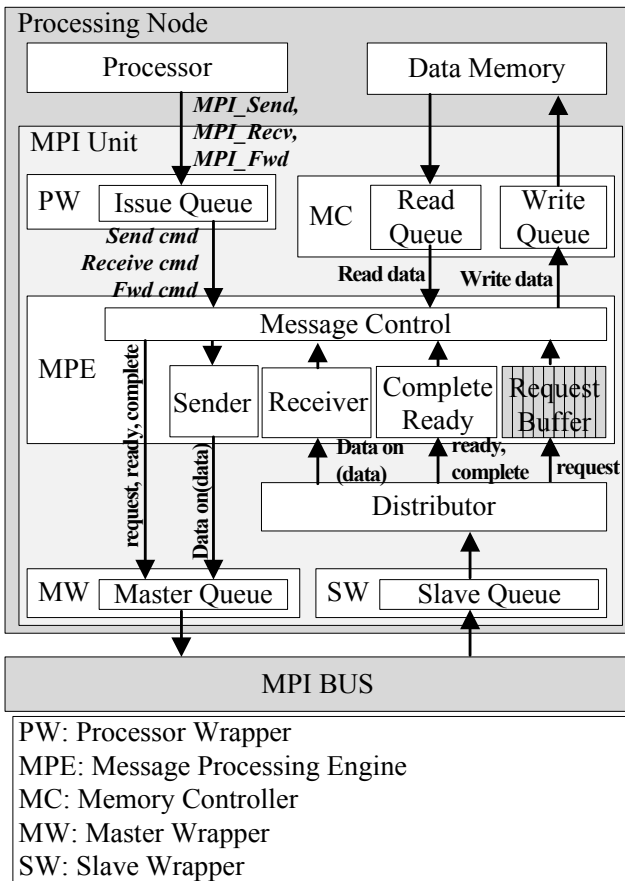 Processing Node
Processor
Data Memory
MPI_Send,
MPI_Recv,
MPI_Fwd
MPI Unit
PW
Issue Queue
MC
Read
Queue
Write
Queue
Send cmd
Receive cmd
Fwd cmd
Read data
Write data
Message Control
MPE
Sender
Receiver
Complete
Ready
Request
Buffer
request, ready, complete
Data on(data)
Data on
(data)
ready,
complete
request
Distributor
MW
Master Queue
SW
Slave Queue
MPI BUS
PW: Processor Wrapper
MPE: Message Processing Engine
MC: Memory Controller
MW: Master Wrapper
SW: Slave Wrapper